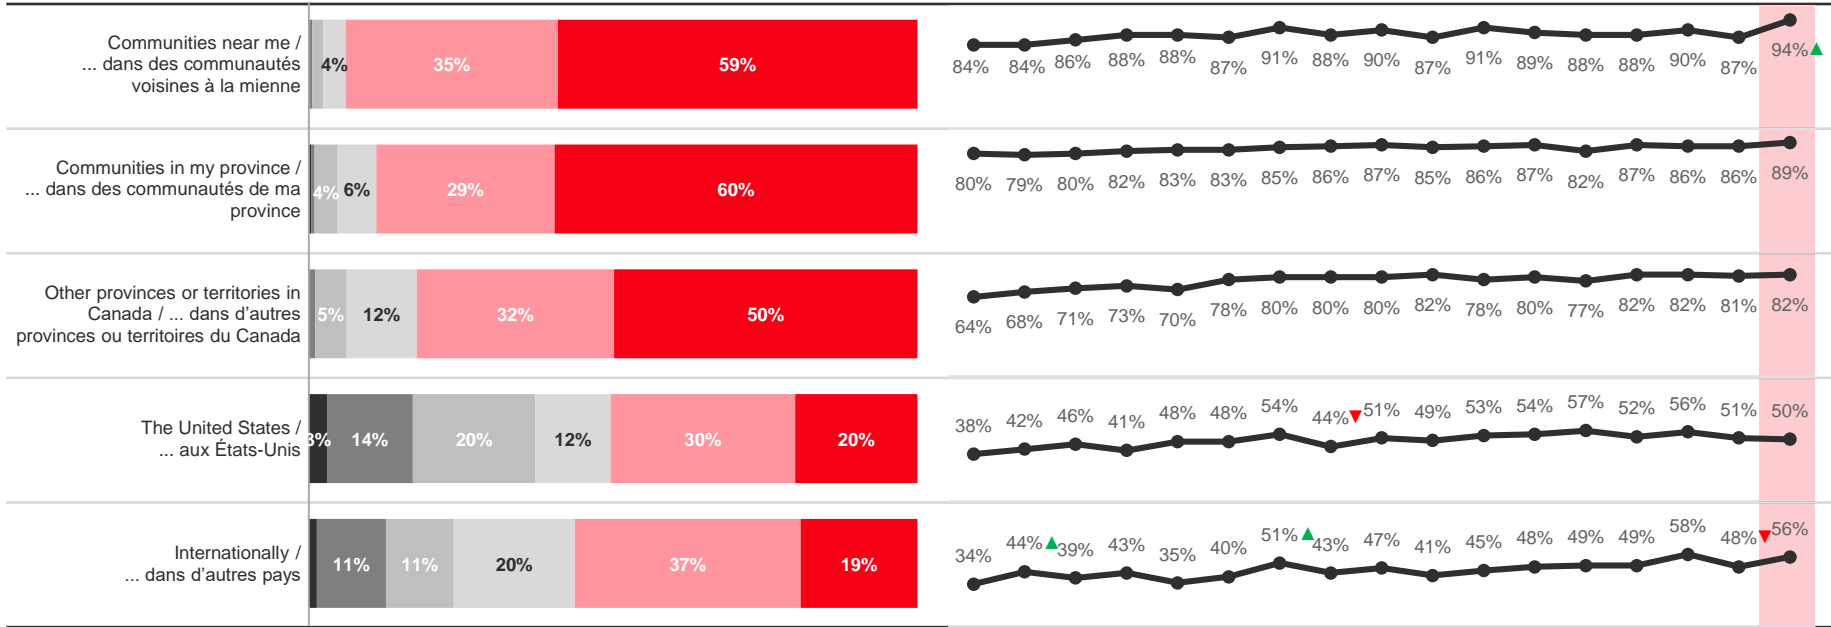 Communities near me /
... dans des communautés
voisines à la mienne
4%
35%
59%
84% 84% 86% 88% 88% 87% 91% 88% 90% 87% 91% 89% 88% 88% 90% 87% 94%
Communities in my province /
... dans des communautés de ma
province
4%
6%
29%
60%
80% 79% 80% 82% 83% 83% 85% 86% 87% 85% 86% 87% 82% 87% 86% 86% 89%
Other provinces or territories in
Canada / ... dans d'autres
provinces ou territoires du Canada
5%
12%
32%
50%
64% 68% 71% 73% 70% 78% 80% 80% 80% 82% 78% 80% 77% 82% 82% 81% 82%
The United States /
... aux États-Unis
3%
14%
20%
12%
30%
20%
38% 42% 46% 41% 48% 48% 54% 44% 51% 49% 53% 54% 57% 52% 56% 51% 50%
Internationally /
... dans d'autres pays
11%
11%
20%
37%
19%
34% 44% 39% 43% 35% 40% 51% 43% 47% 41% 45% 48% 49% 49% 58% 48% 56%